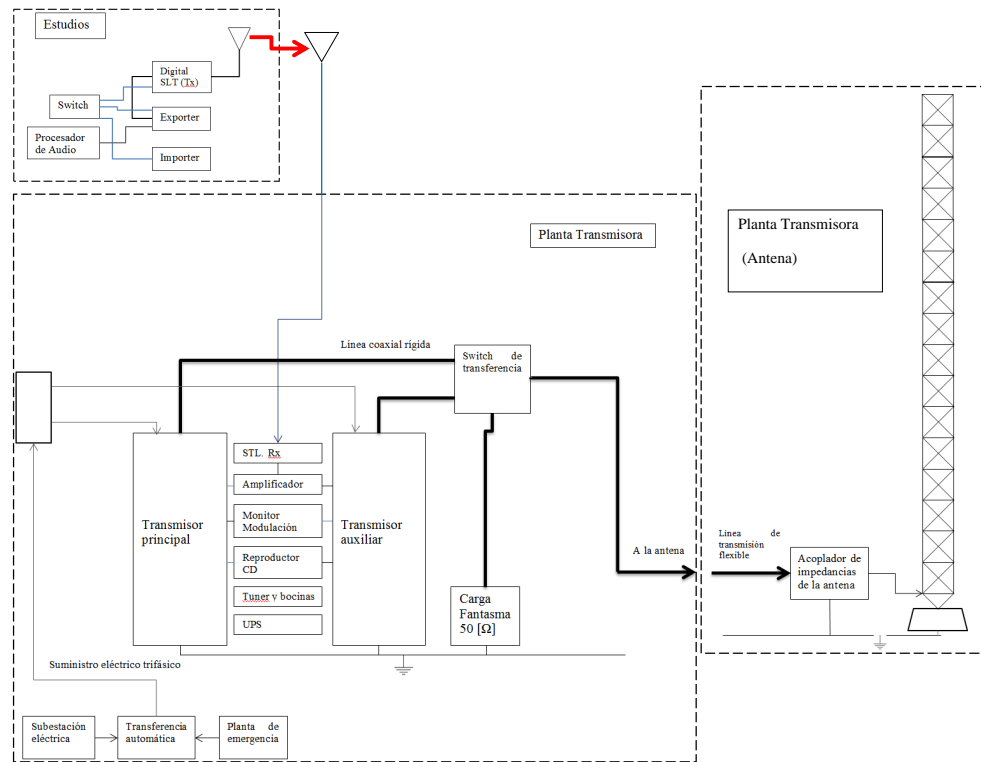 Estudios
Digital
SLT (Tx)
Switch
Exporter
Procesador
de Audio
Importer
Planta Transmisora
(Antena)
Planta Transmisora
Linea coaxial rígida
Switch de
transferencia
STL. Rx
Amplificador
Monitor
Modulación
Reproductor
CD
Tuner y bocinas
UPS
Transmisor
principal
Transmisor
auxiliar
A la antena
Linea de
transmisión
flexible
Acoplador de
impedancias
de la antena
Carga
Fantasma
50 [Ω]
Suministro eléctrico trifásico
Subestación
eléctrica
Transferencia
automática
Planta de
emergencia